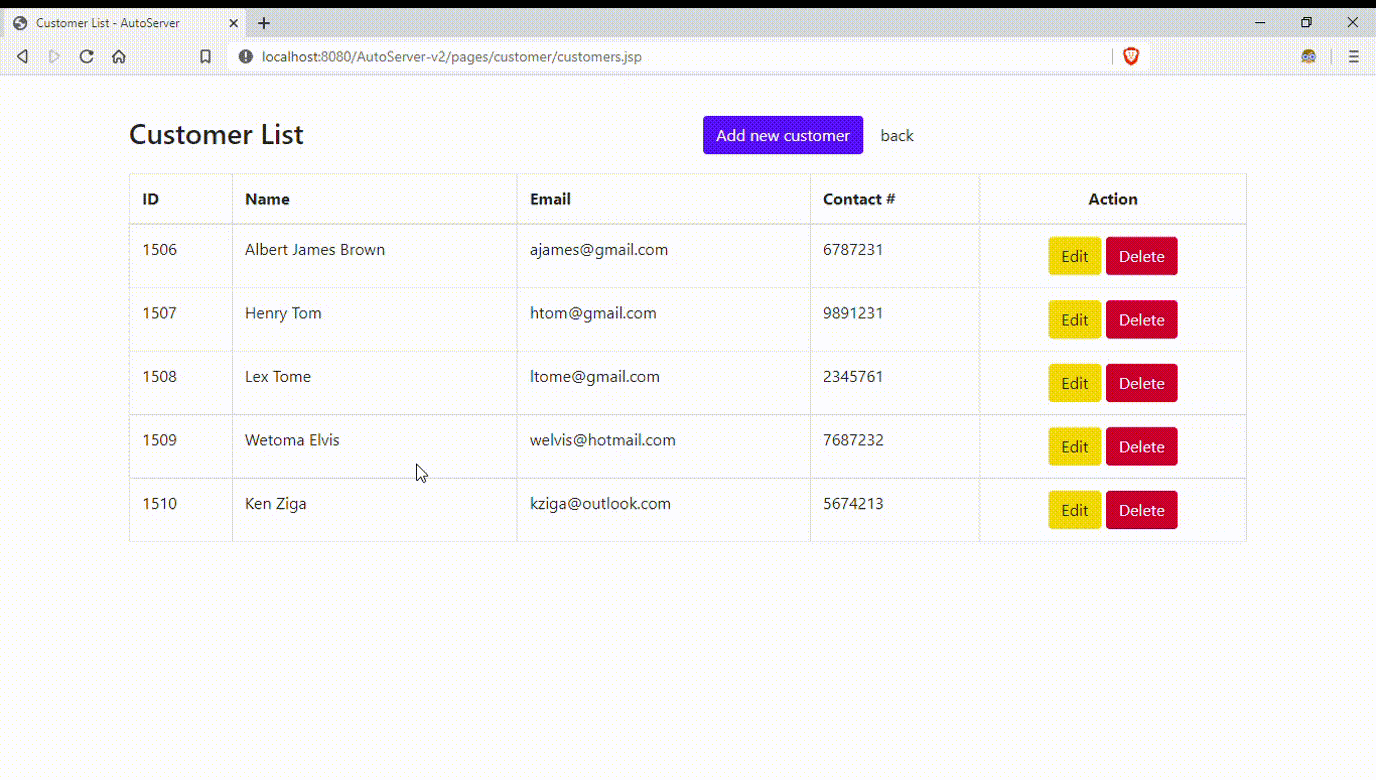 Customer List - AutoServer
localhost:8080/AutoServer-v2/pages/customer/customers.jsp
Customer List Add new customer back
ID Name Email Contact # Action
1506 Albert James Brown ajames@gmail.com 6787231 Edit Delete
1507 Henry Tom htom@gmail.com 9891231 Edit Delete
1508 Lex Tome ltome@gmail.com 2345761 Edit Delete
1509 Wetoma Elvis welvis@hotmail.com 7687232 Edit Delete
1510 Ken Ziga kziga@outlook.com 5674213 Edit Delete